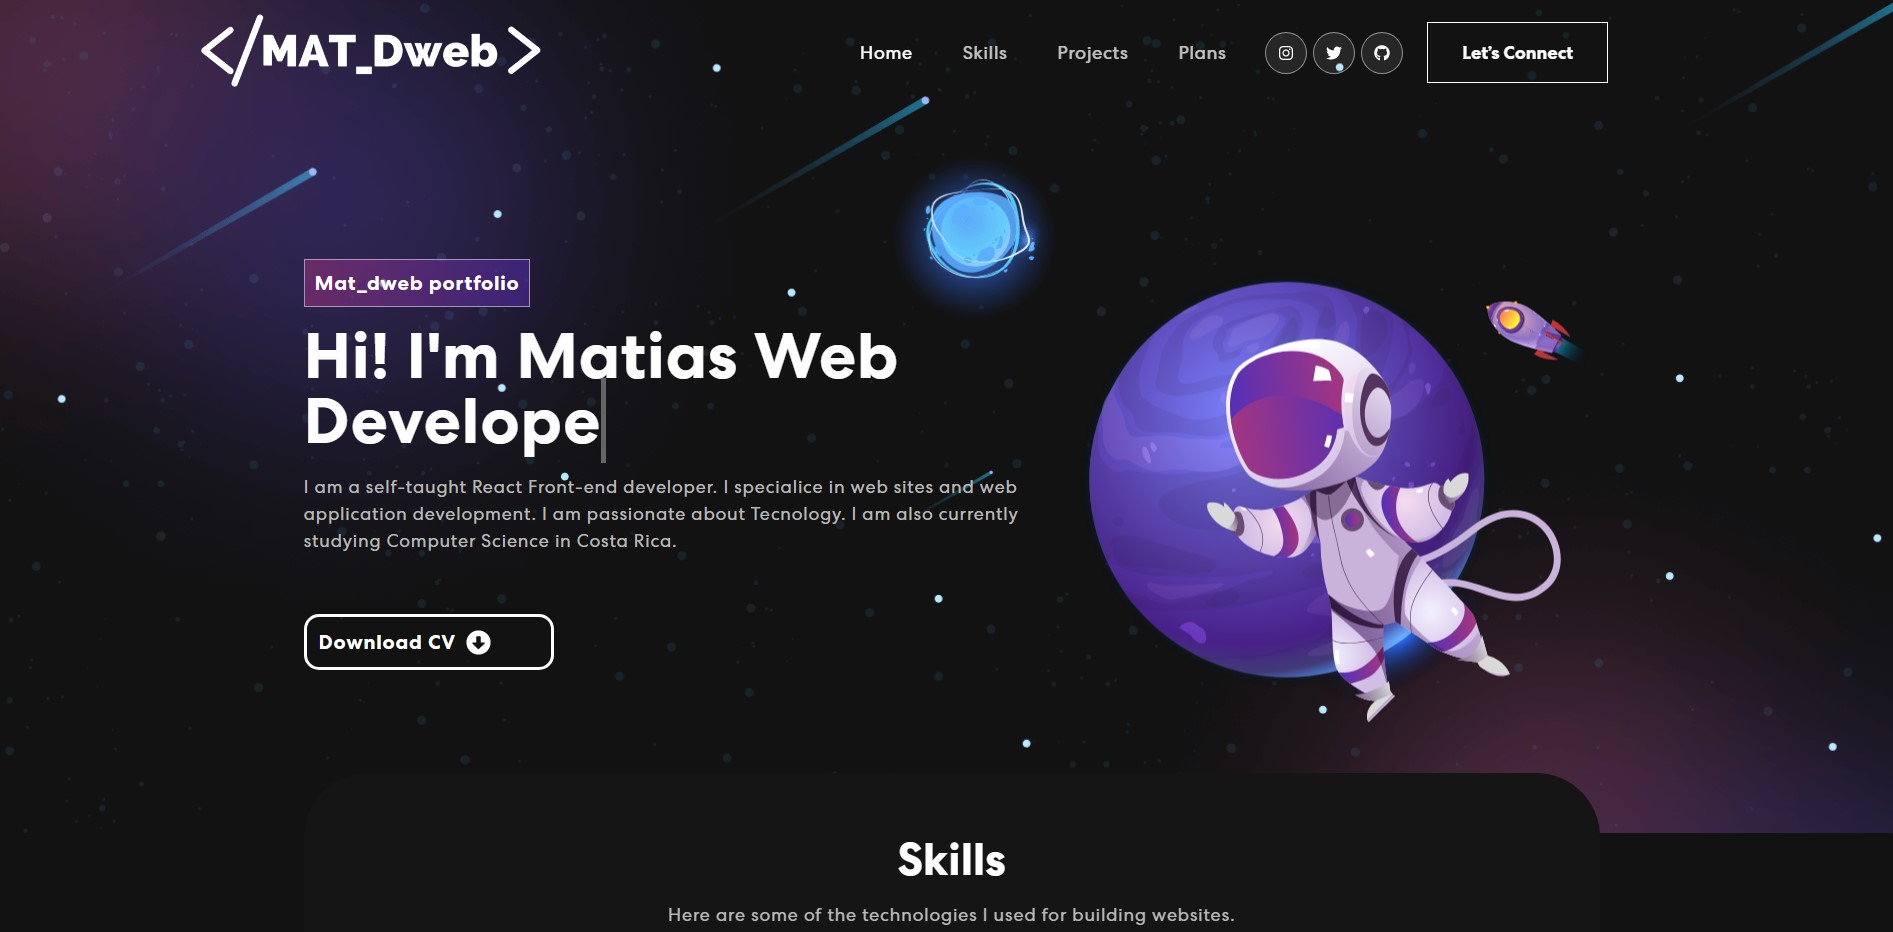 </MAT_Dweb>
Home Skills Projects Plans Let's Connect
Mat_dweb portfolio
Hi! I'm Matias Web
Develope
I am a self-taught React Front-end developer. I specialice in web sites and web
application development. I am passionate about Tecnology. I am also currently
studying Computer Science in Costa Rica.
Download CV
Skills
Here are some of the technologies I used for building websites.